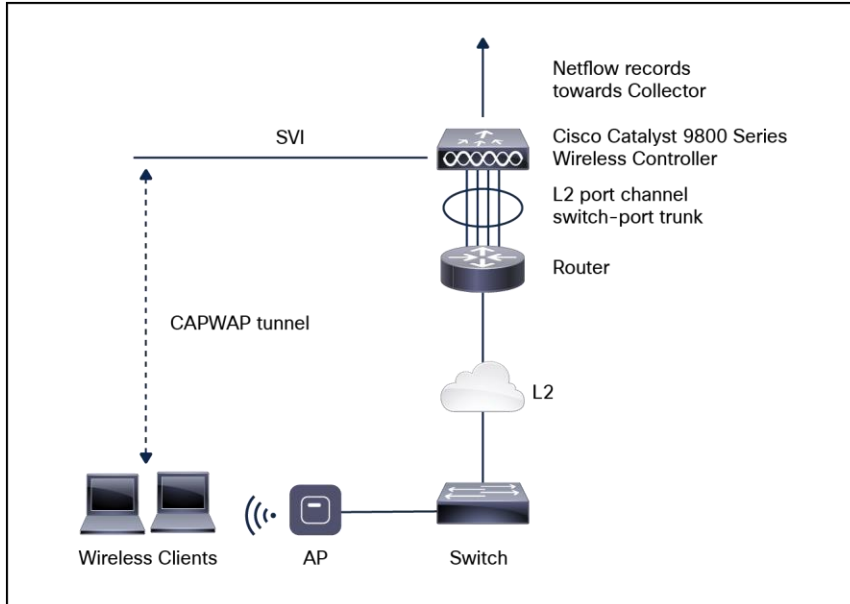 Netflow records
towards Collector
SVI
Cisco Catalyst 9800 Series
Wireless Controller
L2 port channel
switch-port trunk
Router
CAPWAP tunnel
L2
Wireless Clients
AP
Switch